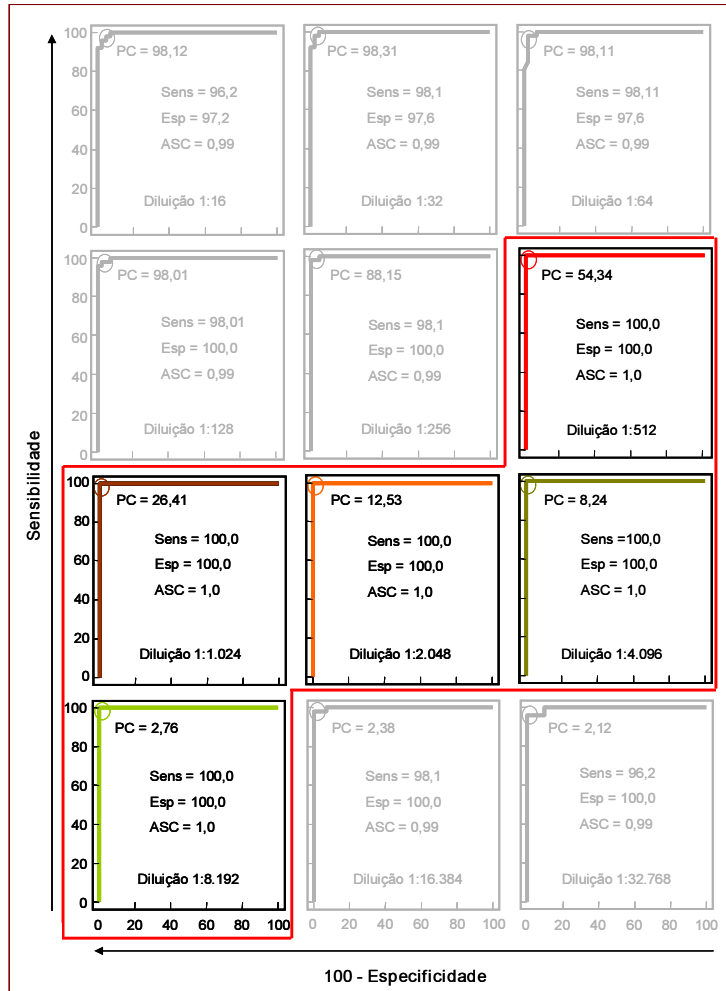 100
80
60
40
20
0
PC = 98,12
Sens = 96,2
Esp = 97,2
ASC = 0,99
Diluição 1:16
PC = 98,31
Sens = 98,1
Esp = 97,6
ASC = 0,99
Diluição 1:32
PC = 98,11
Sens = 98,11
Esp = 97,6
ASC = 0,99
Diluição 1:64
100
80
60
40
20
0
PC = 98,01
Sens = 98,01
Esp = 100,0
ASC = 0,99
Diluição 1:128
PC = 88,15
Sens = 98,1
Esp = 100,0
ASC = 0,99
Diluição 1:256
PC = 54,34
Sens = 100,0
Esp = 100,0
ASC = 1,0
Diluição 1:512
Sensibilidade
100
80
60
40
20
0
PC = 26,41
Sens = 100,0
Esp = 100,0
ASC = 1,0
Diluição 1:1.024
PC = 12,53
Sens = 100,0
Esp = 100,0
ASC = 1,0
Diluição 1:2.048
PC = 8,24
Sens =100,0
Esp = 100,0
ASC = 1,0
Diluição 1:4.096
100
80
60
40
20
0
PC = 2,76
Sens = 100,0
Esp = 100,0
ASC = 1,0
Diluição 1:8.192
PC = 2,38
Sens = 98,1
Esp = 100,0
ASC = 0,99
Diluição 1:16.384
PC = 2,12
Sens = 96,2
Esp = 100,0
ASC = 0,99
Diluição 1:32.768
0 20 40 60 80 100
0 20 40 60 80 100
0 20 40 60 80 100
100 - Especificidade